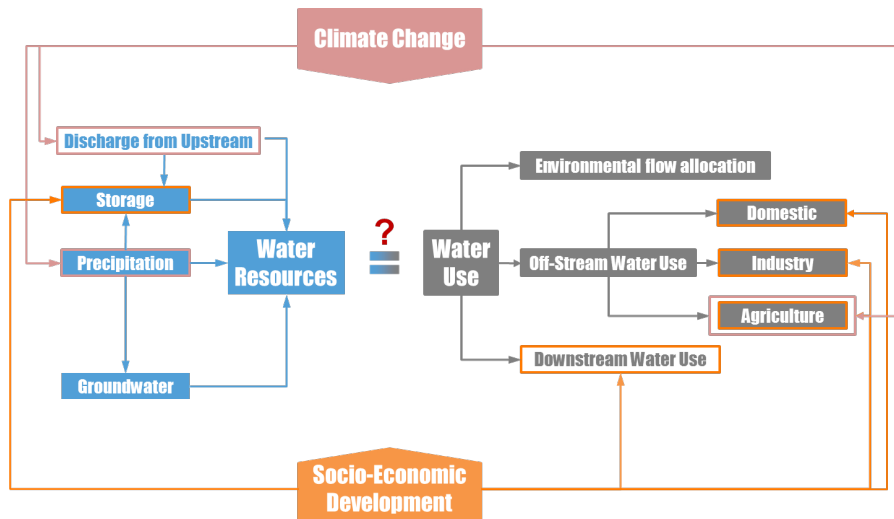 Climate Change
Discharge from Upstream
Storage
Precipitation
Groundwater
Water
Resources
?
Water
Use
Environmental flow allocation
Off-Stream Water Use
Downstream Water Use
Domestic
Industry
Agriculture
Socio-Economic
Development